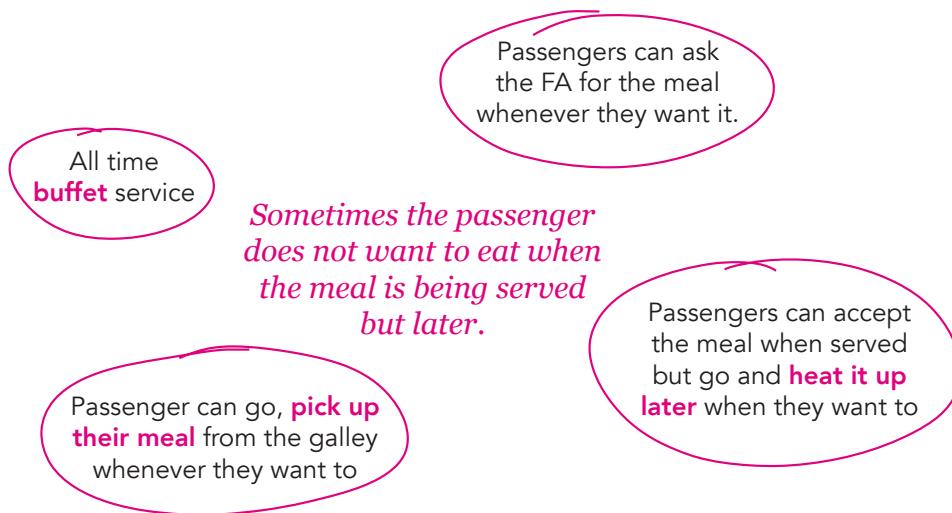 Passengers can ask
the FA for the meal
whenever they want it.
All time
buffet service
Sometimes the passenger
does not want to eat when
the meal is being served
but later.
Passengers can accept
the meal when served
but go and heat it up
later when they want to
Passenger can go, pick up
their meal from the galley
whenever they want to